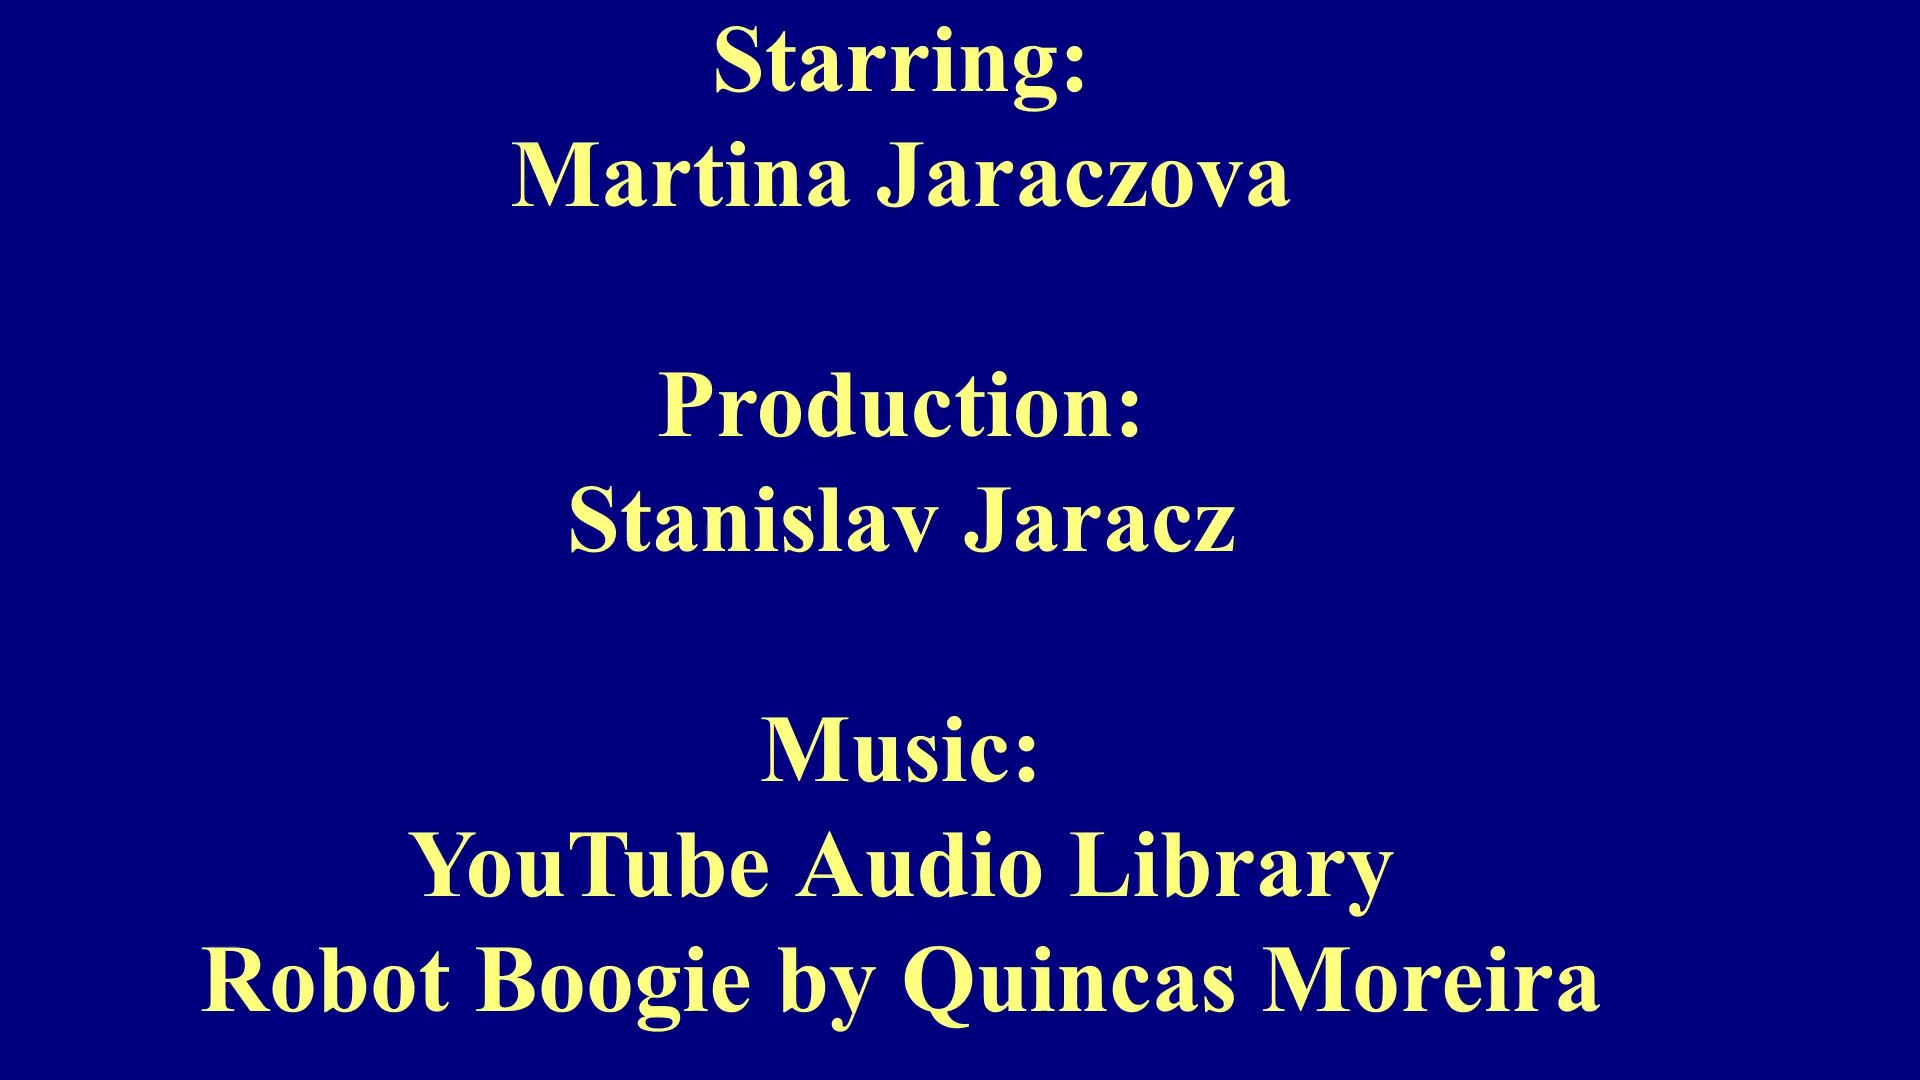 Starring:
Martina Jaraczova
Production:
Stanislav Jaracz
Music:
YouTube Audio Library
Robot Boogie by Quincas Moreira